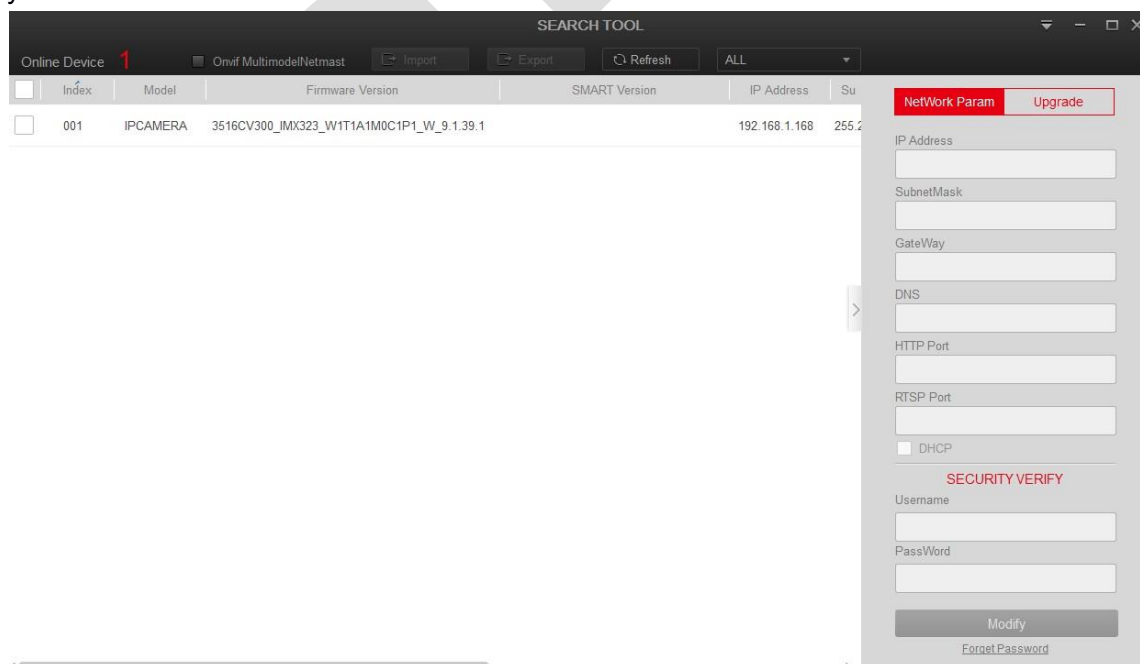 y
SEARCH TOOL
Online Device 1 Onvif MultimodelNetmast Import Export Refresh ALL
Index Model Firmware Version SMART Version IP Address Su
001 IPCAMERA 3516CV300_IMX323_W1T1A1M0C1P1_W_9.1.39.1 192.168.1.168 255.2
NetWork Param Upgrade
IP Address
SubnetMask
GateWay
DNS
HTTP Port
RTSP Port
DHCP
SECURITY VERIFY
Username
PassWord
Modify
Forget Password